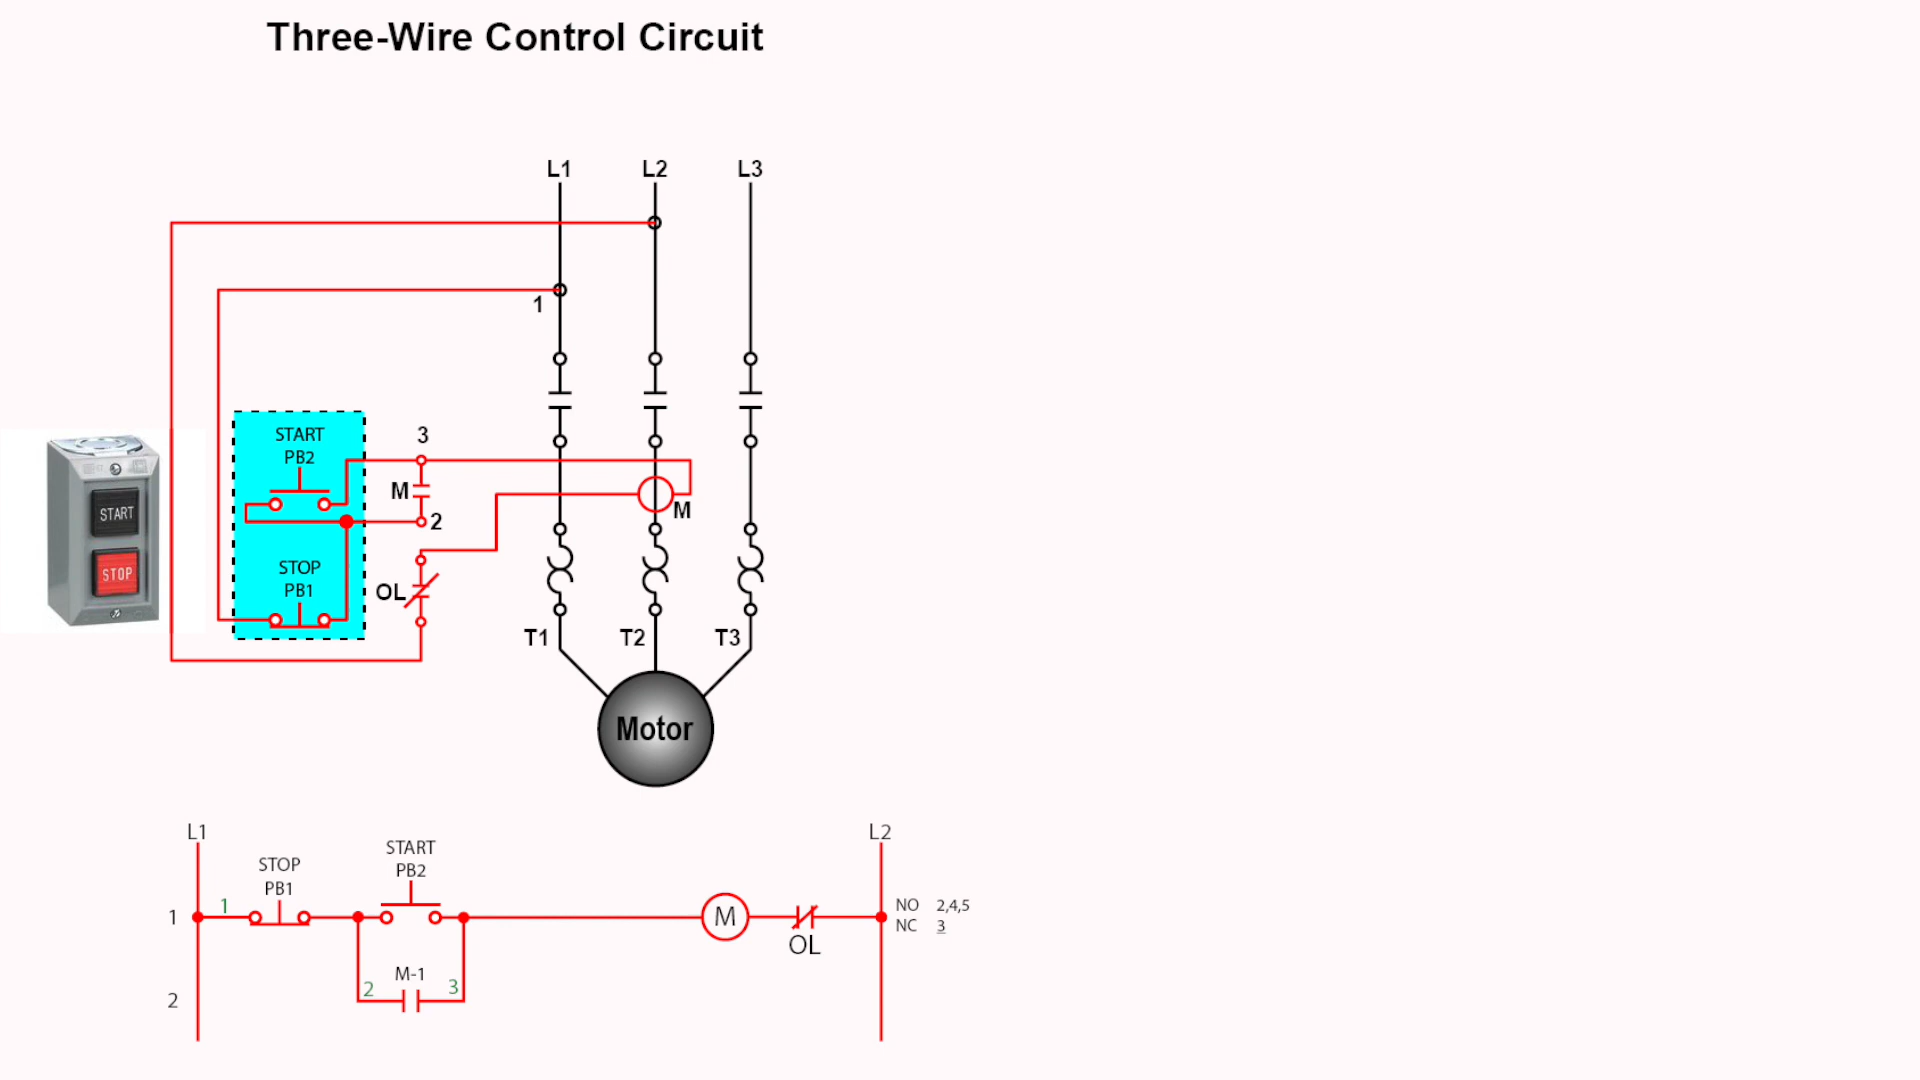 Three-Wire Control Circuit
L1 L2 L3
1
START
PB2
3
M
M
2
START
STOP
STOP
PB1
OL
T1 T2 T3
Motor
L1 L2
START
PB2
STOP
PB1
1 1 M NO 2,4,5
NC 3
OL
M-1
2 3
2